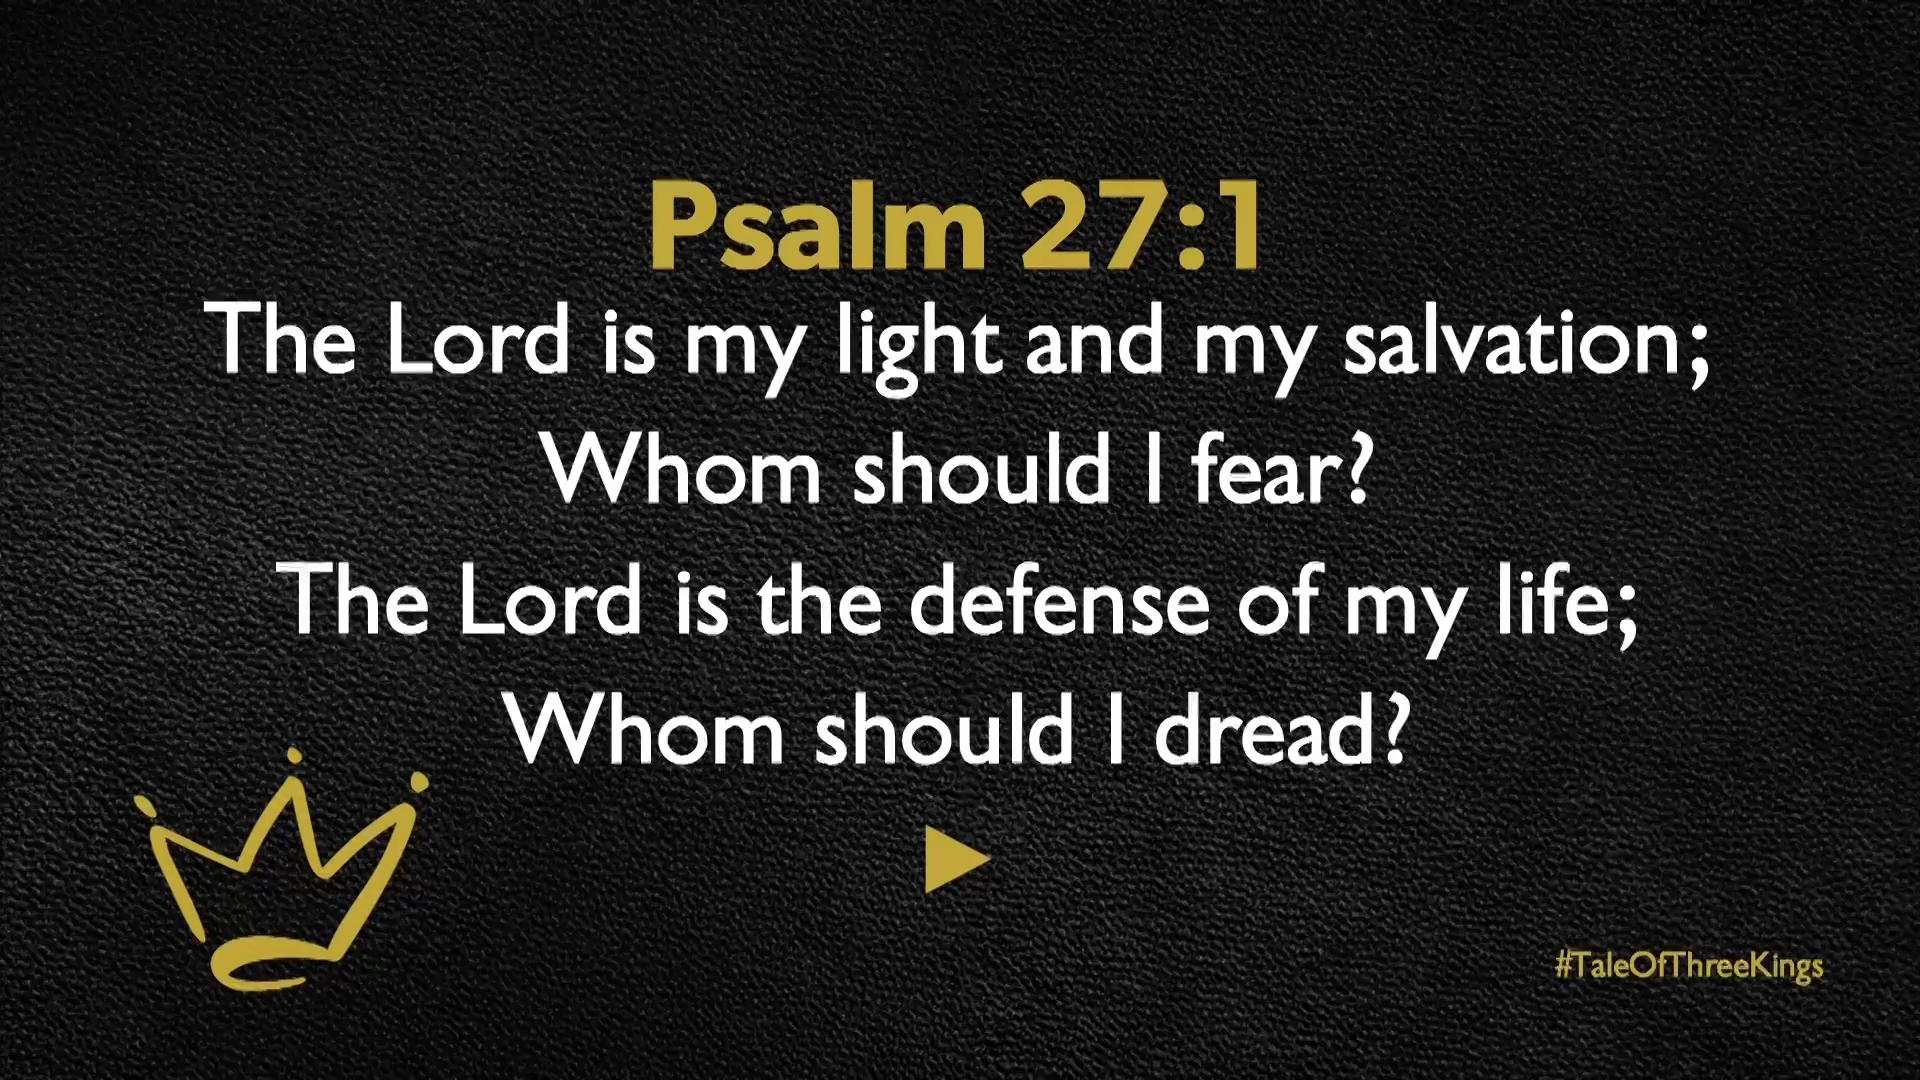 Psalm 27:1
The Lord is my light and my salvation;
Whom should I fear?
The Lord is the defense of my life;
Whom should I dread?
#TaleOfThreeKings